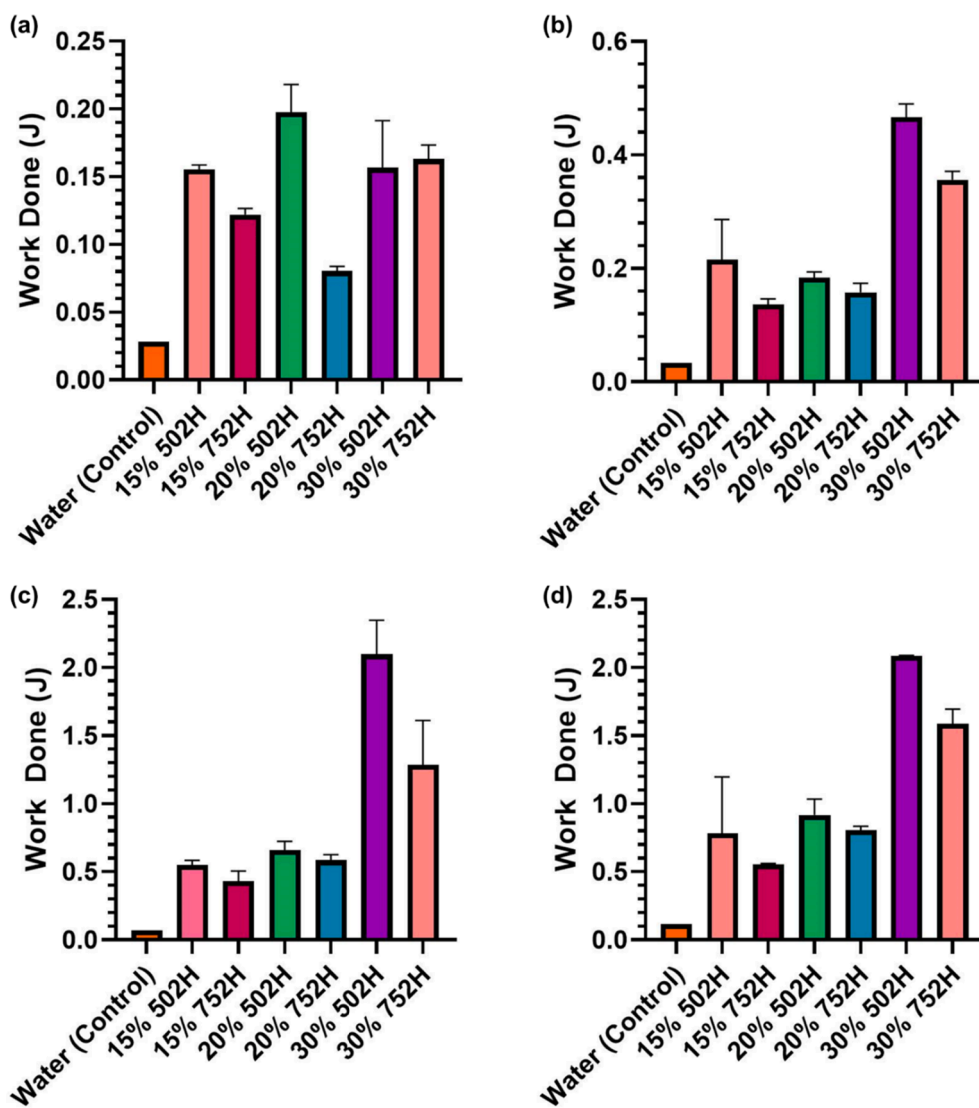 (a)
Work Done (J)
0.25
0.20
0.15
0.10
0.05
0.00
Water (Control)
15% 502H
15% 752H
20% 502H
20% 752H
30% 502H
30% 752H
(b)
Work Done (J)
0.6
0.4
0.2
0.0
Water (Control)
15% 502H
15% 752H
20% 502H
20% 752H
30% 502H
30% 752H
(c)
Work Done (J)
2.5
2.0
1.5
1.0
0.5
0.0
Water (Control)
15% 502H
15% 752H
20% 502H
20% 752H
30% 502H
30% 752H
(d)
Work Done (J)
2.5
2.0
1.5
1.0
0.5
0.0
Water (Control)
15% 502H
15% 752H
20% 502H
20% 752H
30% 502H
30% 752H